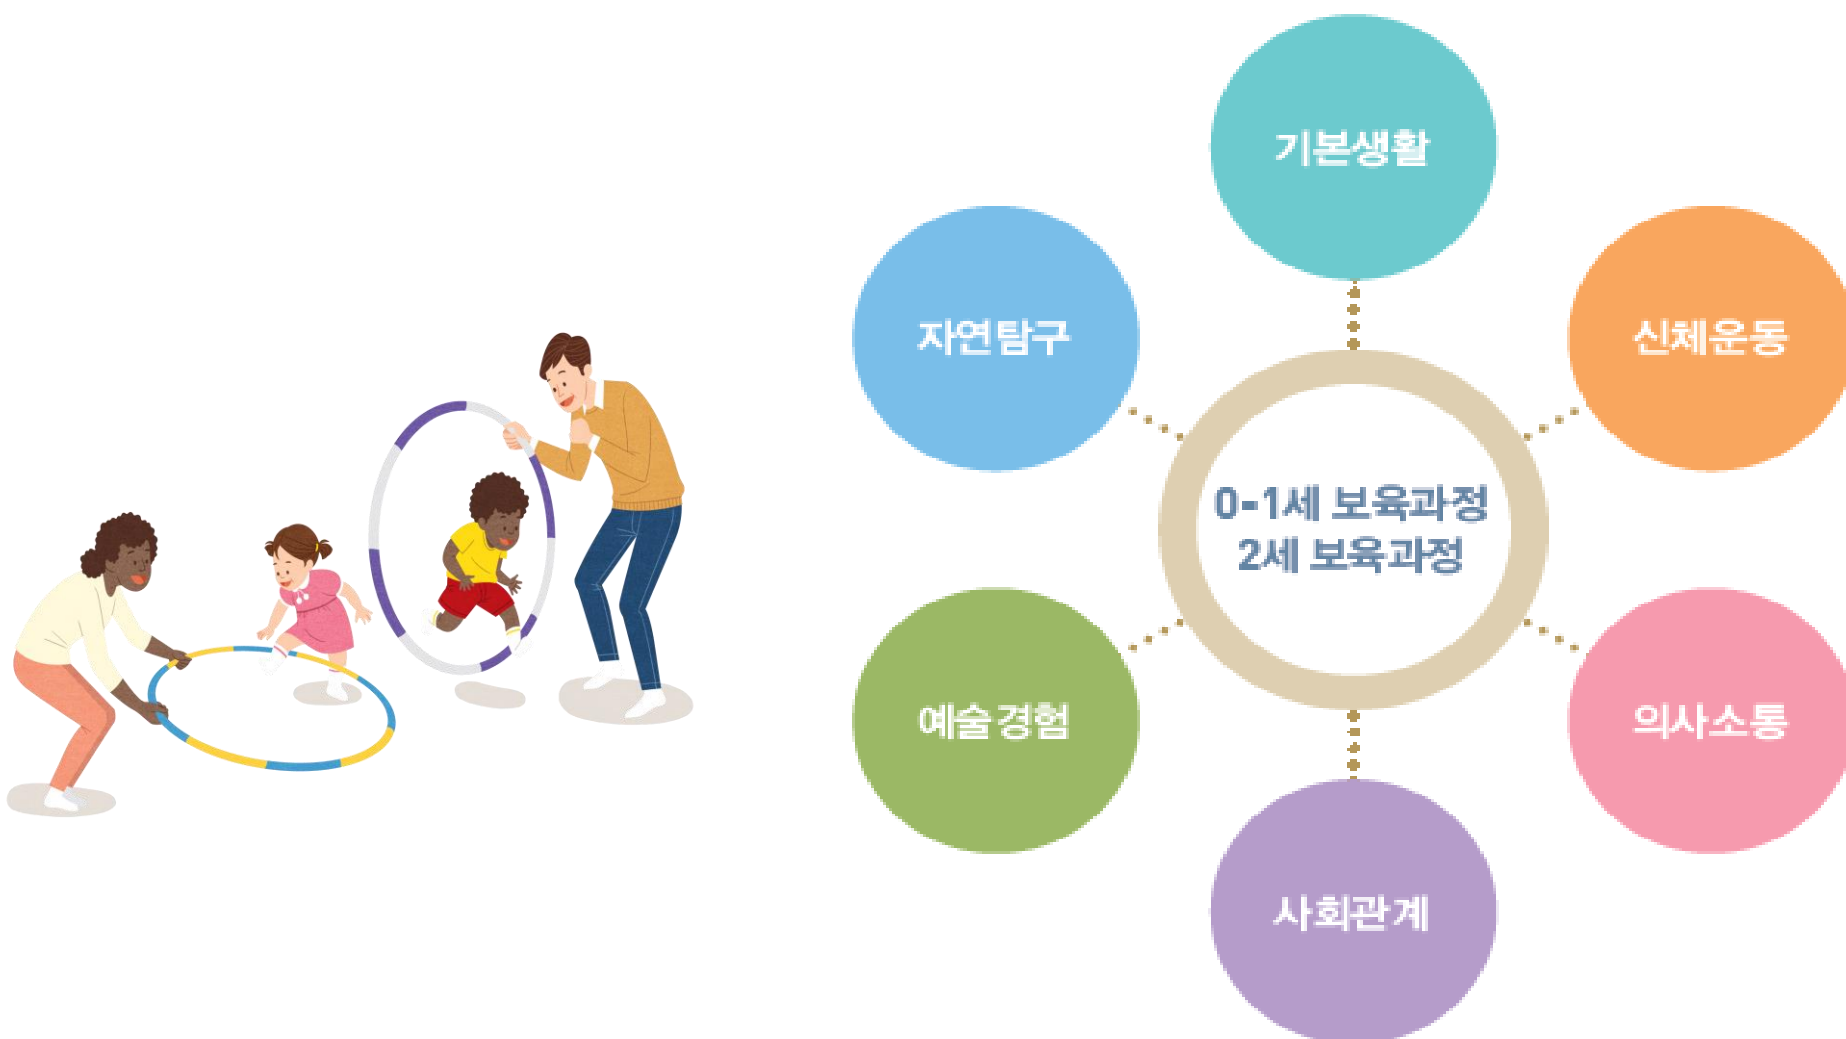 기본생활
자연탐구
신체운동
0-1세 보육과정
2세 보육과정
예술경험
의사소통
사회관계